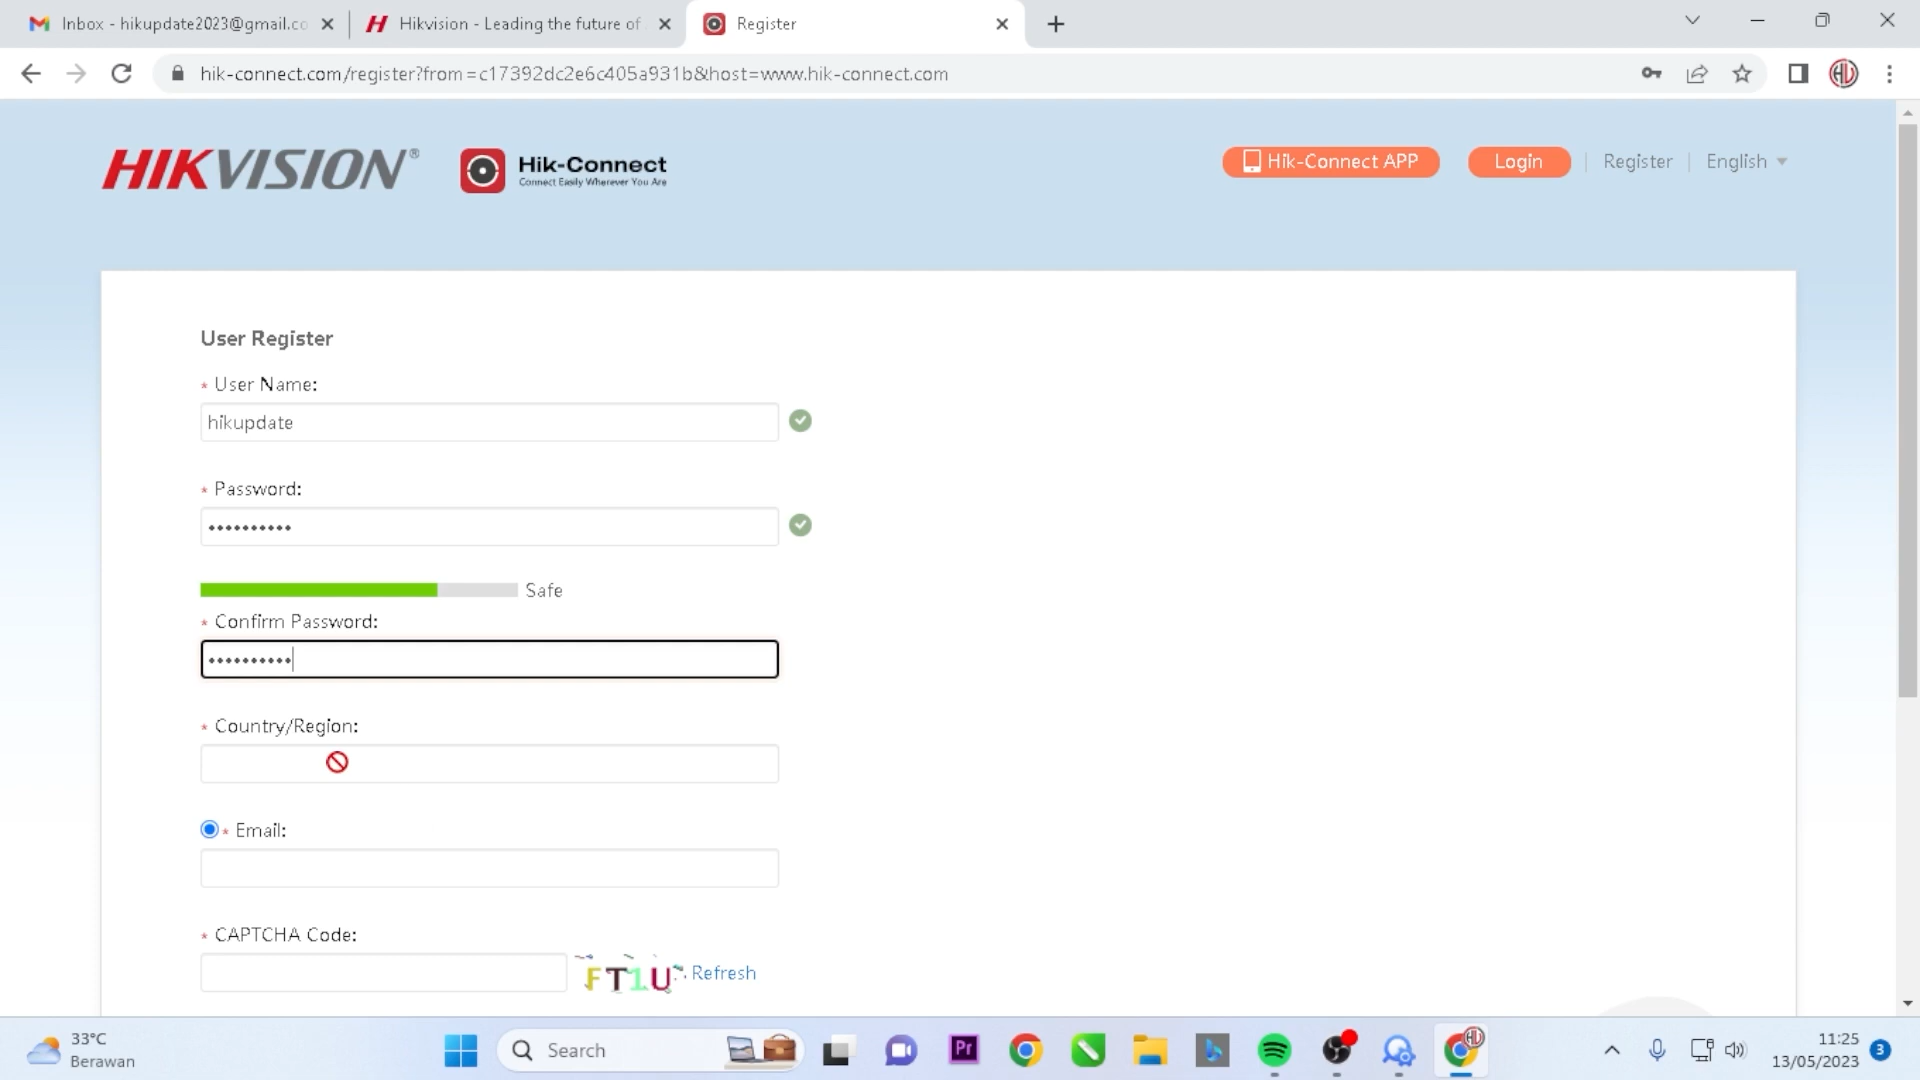 Inbox - hikupdate2023@gmail.co
Hikvision - Leading the future of
Register
hik-connect.com/register?from=c17392dc2e6c405a931b&host=www.hik-connect.com
HIKVISION®
Hik-Connect
Connect Easily Wherever You Are
Hik-Connect APP
Login
Register
English
User Register
* User Name:
hikupdate
* Password:
••••••••••
Safe
* Confirm Password:
••••••••••
* Country/Region:
* Email:
* CAPTCHA Code:
FT1U
Refresh
33°C
Berawan
Search
Pr
11:25
13/05/2023
3